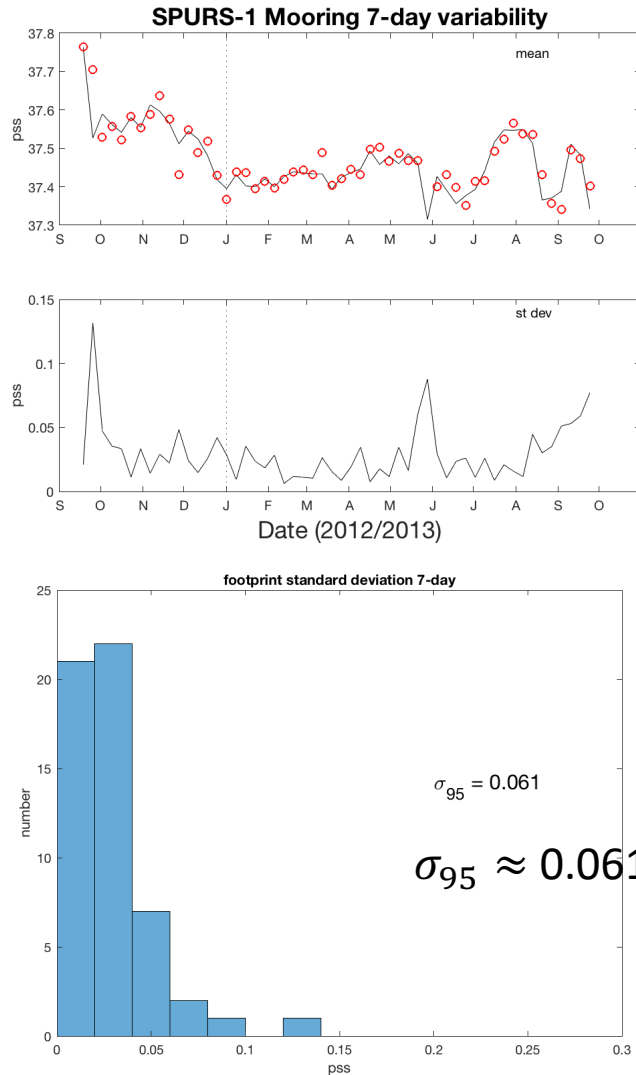 SPURS-1 Mooring 7-day variability
mean
pss
37.8
37.7
37.6
37.5
37.4
37.3
S O N D J F M A M J J A S O
st dev
pss
0.15
0.1
0.05
0
S O N D J F M A M J J A S O
Date (2012/2013)
footprint standard deviation 7-day
number
25
20
15
10
5
0
σ95 = 0.061
σ95 ≈ 0.061
0 0.05 0.1 0.15 0.2 0.25 0.3
pss